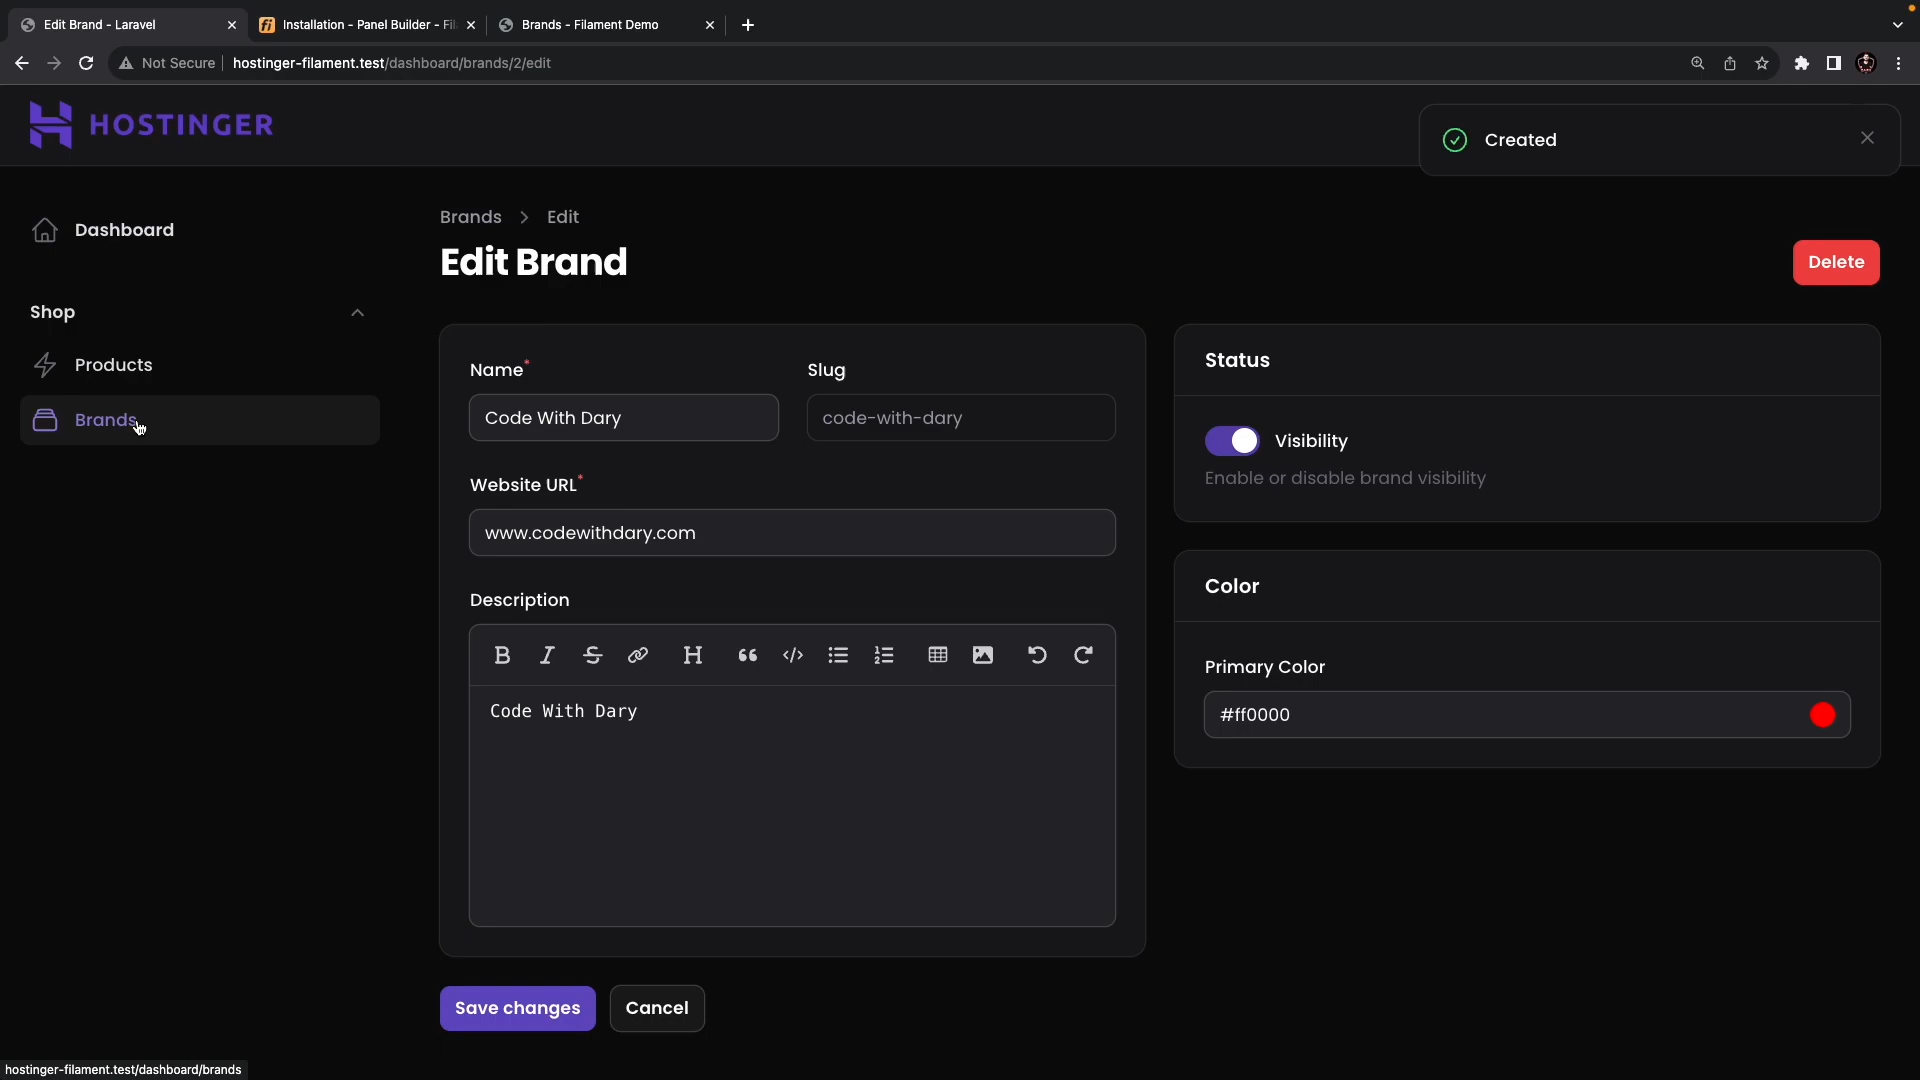 Edit Brand - Laravel
Installation - Panel Builder - Fil
Brands - Filament Demo
Not Secure
hostinger-filament.test/dashboard/brands/2/edit
HOSTINGER
Created
Dashboard
Shop
Products
Brands
Brands > Edit
Edit Brand
Delete
Name*
Slug
Code With Dary
code-with-dary
Website URL*
www.codewithdary.com
Description
Code With Dary
Status
Visibility
Enable or disable brand visibility
Color
Primary Color
#ff0000
Save changes
Cancel
hostinger-filament.test/dashboard/brands